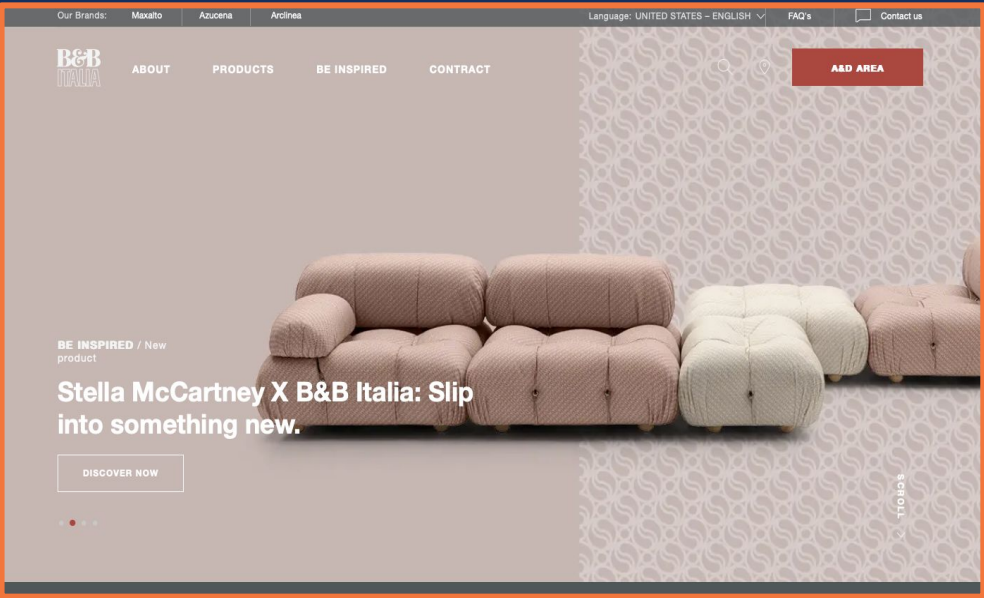 Our Brands: Maxalto Azucena Arclinea Language: UNITED STATES – ENGLISH FAQ's Contact us
B&B
ITALIA
ABOUT PRODUCTS BE INSPIRED CONTRACT A&D AREA
BE INSPIRED / New
product
Stella McCartney X B&B Italia: Slip
into something new.
DISCOVER NOW
SCROLL